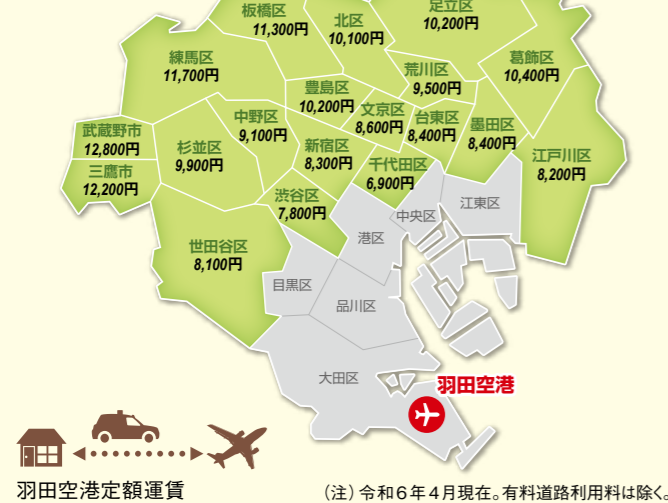 板橋区
11,300円
北区
10,100円
足立区
10,200円
練馬区
11,700円
葛飾区
10,400円
荒川区
9,500円
豊島区
10,200円
文京区
8,600円
台東区
8,400円
墨田区
8,400円
中野区
9,100円
武蔵野市
12,800円
杉並区
9,900円
新宿区
8,300円
江戸川区
8,200円
三鷹市
12,200円
千代田区
6,900円
渋谷区
7,800円
中央区
江東区
港区
世田谷区
8,100円
目黒区
品川区
大田区
羽田空港
羽田空港定額運賃
（注）令和6年4月現在。有料道路利用料は除く。